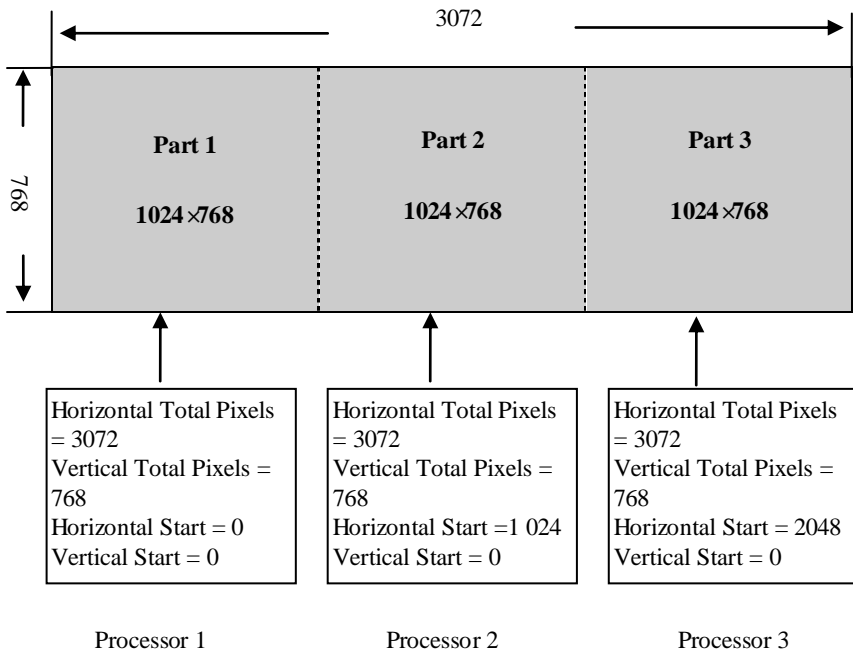 3072
768
Part 1
1024×768
Part 2
1024×768
Part 3
1024×768
Horizontal Total Pixels
= 3072
Vertical Total Pixels =
768
Horizontal Start = 0
Vertical Start = 0
Horizontal Total Pixels
= 3072
Vertical Total Pixels =
768
Horizontal Start =1 024
Vertical Start = 0
Horizontal Total Pixels
= 3072
Vertical Total Pixels =
768
Horizontal Start = 2048
Vertical Start = 0
Processor 1
Processor 2
Processor 3